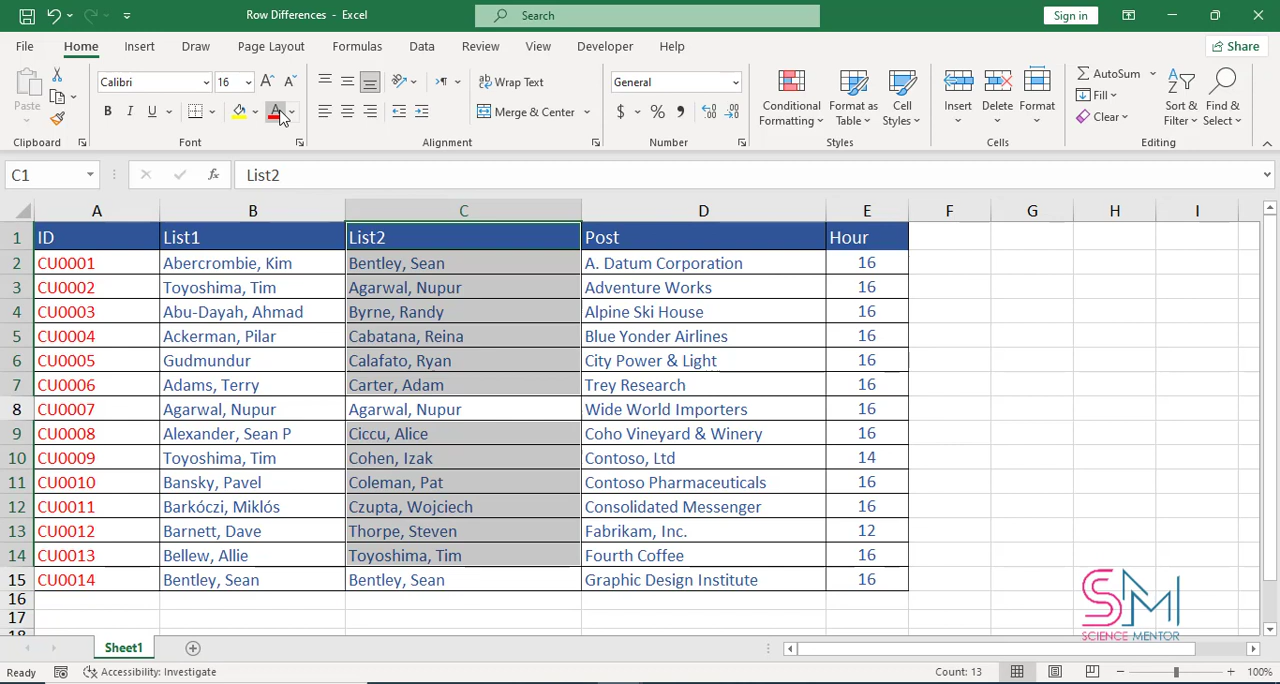 Row Differences - Excel
Search
Sign in
File Home Insert Draw Page Layout Formulas Data Review View Developer Help
Share
Paste
Calibri 16
B I U
Wrap Text
Merge & Center
General
$ % ,
Conditional Formatting
Format as Table
Cell Styles
Insert
Delete
Format
AutoSum
Fill
Clear
Sort & Filter
Find & Select
Clipboard Font Alignment Number Styles Cells Editing
C1 fx List2
A B C D E F G H I
1 ID List1 List2 Post Hour
2 CU0001 Abercrombie, Kim Bentley, Sean A. Datum Corporation 16
3 CU0002 Toyoshima, Tim Agarwal, Nupur Adventure Works 16
4 CU0003 Abu-Dayah, Ahmad Byrne, Randy Alpine Ski House 16
5 CU0004 Ackerman, Pilar Cabatana, Reina Blue Yonder Airlines 16
6 CU0005 Gudmundur Calafato, Ryan City Power & Light 16
7 CU0006 Adams, Terry Carter, Adam Trey Research 16
8 CU0007 Agarwal, Nupur Agarwal, Nupur Wide World Importers 16
9 CU0008 Alexander, Sean P Ciccu, Alice Coho Vineyard & Winery 16
10 CU0009 Toyoshima, Tim Cohen, Izak Contoso, Ltd 14
11 CU0010 Bansky, Pavel Coleman, Pat Contoso Pharmaceuticals 16
12 CU0011 Barkóczi, Miklós Czupta, Wojciech Consolidated Messenger 16
13 CU0012 Barnett, Dave Thorpe, Steven Fabrikam, Inc. 12
14 CU0013 Bellew, Allie Toyoshima, Tim Fourth Coffee 16
15 CU0014 Bentley, Sean Bentley, Sean Graphic Design Institute 16
16
17
18
SM
SCIENCE MENTOR
Sheet1
Ready Accessibility: Investigate Count: 13 100%